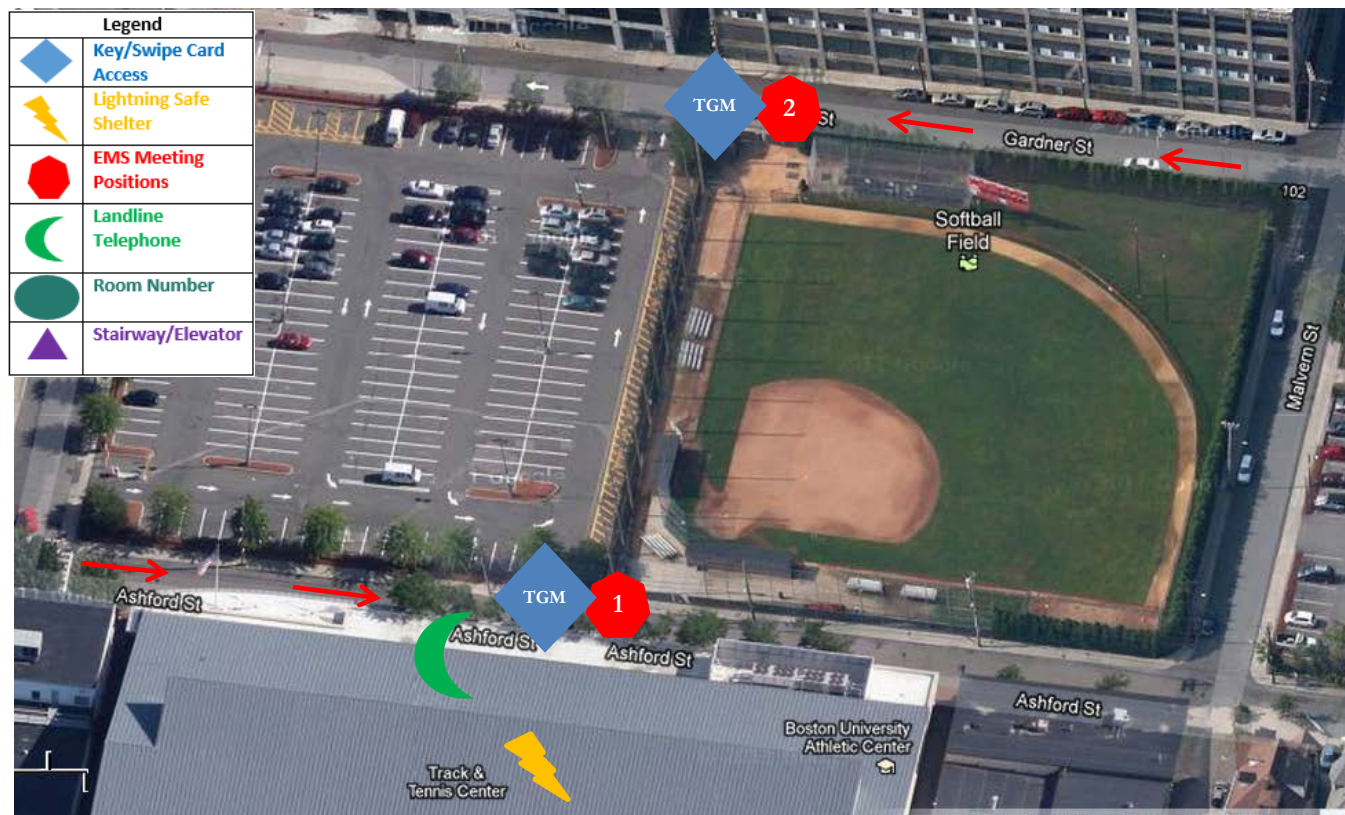 Legend
Key/Swipe Card
Access
Lightning Safe
Shelter
EMS Meeting
Positions
Landline
Telephone
Room Number
Stairway/Elevator
TGM
2
St
Gardner St
102
Softball
Field
Malvern St
TGM
1
Ashford St
Ashford St
Ashford St
Ashford St
Boston University
Athletic Center
Track &
Tennis Center